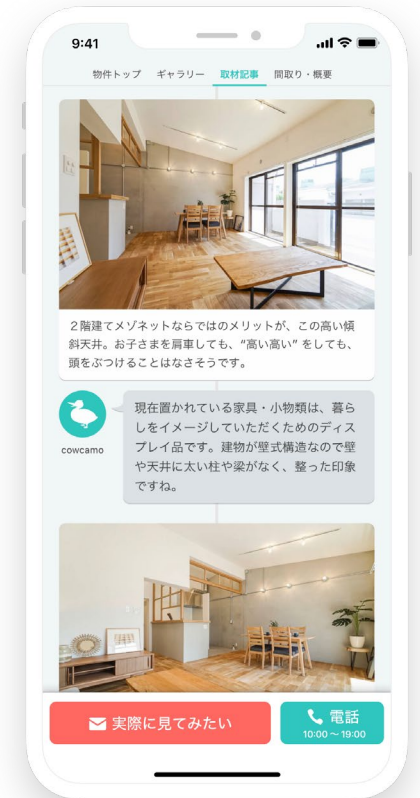 9:41
物件トップ ギャラリー 取材記事 間取り・概要
２階建てメゾネットならではのメリットが、この高い傾
斜天井。お子さまを肩車しても、“高い高い” をしても、
頭をぶつけることはなさそうです。
cowcamo
現在置かれている家具・小物類は、暮ら
しをイメージしていただくためのディス
プレイ品です。建物が壁式構造なので壁
や天井に太い柱や梁がなく、整った印象
ですね。
実際に見てみたい
電話
10:00～19:00